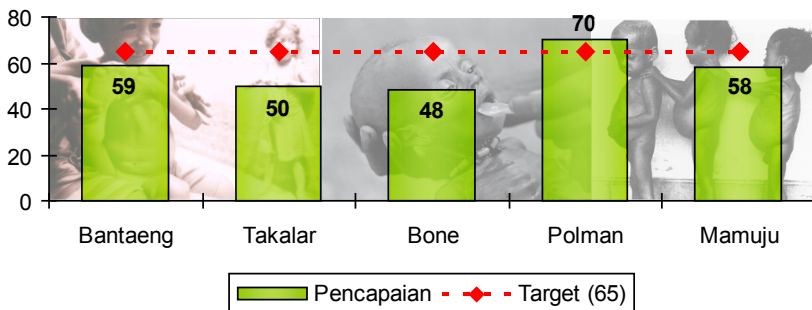 80
60
40
20
0
59
50
48
70
58
Bantaeng
Takalar
Bone
Polman
Mamuju
Pencapaian
Target (65)